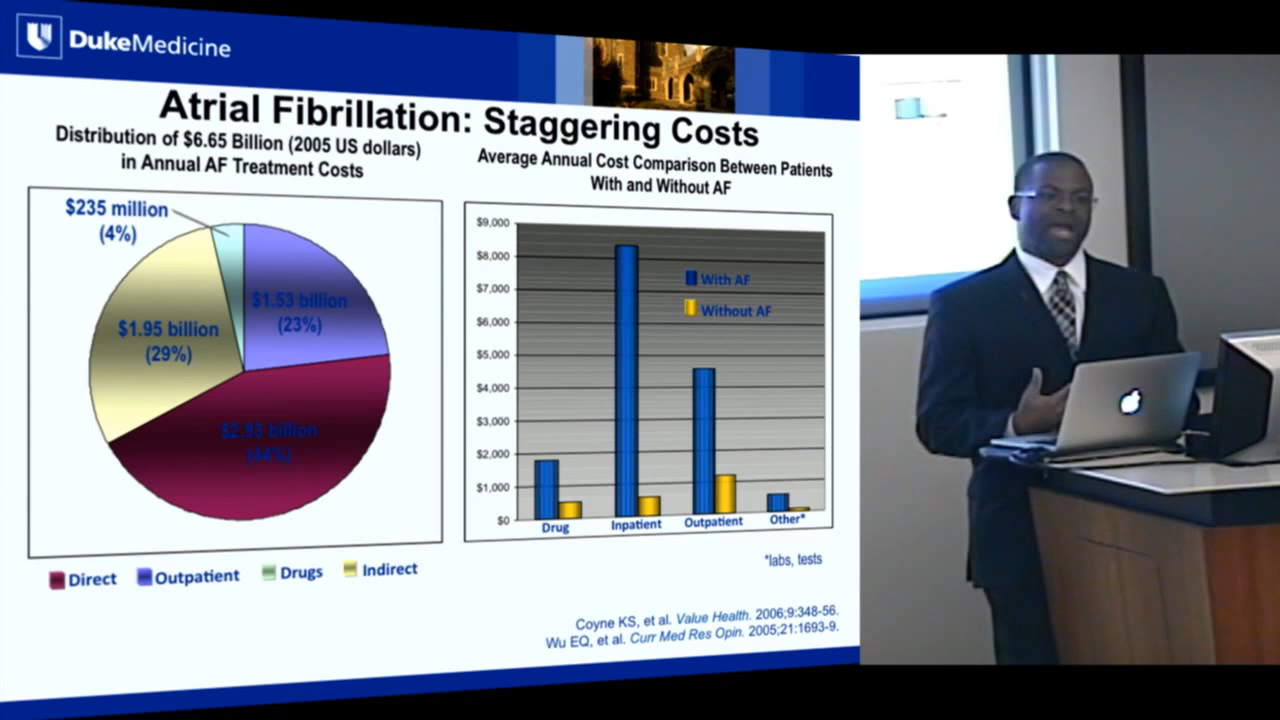 DukeMedicine
Atrial Fibrillation: Staggering Costs
Distribution of $6.65 Billion (2005 US dollars)
in Annual AF Treatment Costs
$235 million
(4%)
$1.53 billion
(23%)
$1.95 billion
(29%)
$2.93 billion
(44%)
Direct
Outpatient
Drugs
Indirect
Average Annual Cost Comparison Between Patients
With and Without AF
$9,000
$8,000
$7,000
$6,000
$5,000
$4,000
$3,000
$2,000
$1,000
$0
With AF
Without AF
Drug
Inpatient
Outpatient
Other*
*labs, tests
Coyne KS, et al. Value Health. 2006;9:348-56.
Wu EQ, et al. Curr Med Res Opin. 2005;21:1693-9.